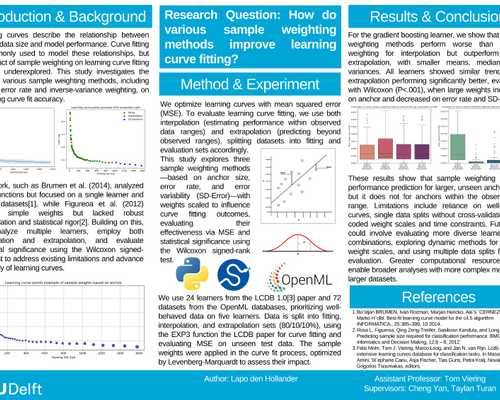 oduction & Background
ng curves describe the relationship between
data size and model performance. Curve fitting
monly used to model these relationships, but
act of sample weighting on learning curve fitting
underexplored. This study investigates the
various sample weighting methods, including
error rate and inverse-variance weighting, on
ng curve fit accuracy.
ork, such as Brumen et al. (2014), analyzed
functions but focused on a single learner and
datasets[1], while Figureoa et al. (2012)
simple weights but lacked robust
ation and statistical rigor[2]. Building on this,
nalyze multiple learners, employ both
ation and extrapolation, and evaluate
al significance using the Wilcoxon signed-
t to address existing limitations and advance
dy of learning curves.
UDelft
Research Question: How do
various sample weighting
methods improve learning
curve fitting?
Method & Experiment
We optimize learning curves with mean squared error
(MSE). To evaluate learning curve fitting, we use both
interpolation (estimating performance within observed
data ranges) and extrapolation (predicting beyond
observed ranges), splitting datasets into fitting and
evaluation sets accordingly.
This study explores three
sample weighting methods
—based on anchor size,
error rate, and error
variability (SD-Error)—with
weights scaled to influence
curve fitting outcomes,
evaluating their
effectiveness via MSE and
statistical significance using
the Wilcoxon signed-rank
test.
OpenML
We use 24 learners from the LCDB 1.0[3] paper and 72
datasets from the OpenML databases, prioritizing well-
behaved data on five learners. Data is split into fitting,
interpolation, and extrapolation sets (80/10/10%), using
the EXP3 function the LCDB paper for curve fitting and
evaluating MSE on unseen test data. The sample
weights were applied in the curve fit process, optimized
by Levenberg-Marquardt to assess their impact.
Author: Lapo den Hollander
Results & Conclusion
For the gradient boosting learner, we show that
weighting methods perform worse than
weighting for interpolation but outperform
extrapolation, with smaller means, median
variances. All learners showed similar trends
extrapolation performing significantly better, eva
with Wilcoxon (P<.001), when large weights in
on anchor and decreased on error rate and SD-
These results show that sample weighting
performance prediction for larger, unseen anch
but it does not for anchors within the observ
range. Limitations include reliance on well-
curves, single data splits without cross-valida
coded weight scales and time constraints. Fut
could involve evaluating more diverse learne
combinations, exploring dynamic methods for
weight scales, and using multiple data splits f
evaluation. Greater computational resource
enable broader analyses with more complex m
larger datasets.
References
Assistant Professor: Tom Viering
Supervisors: Cheng Yan, Taylan Turan